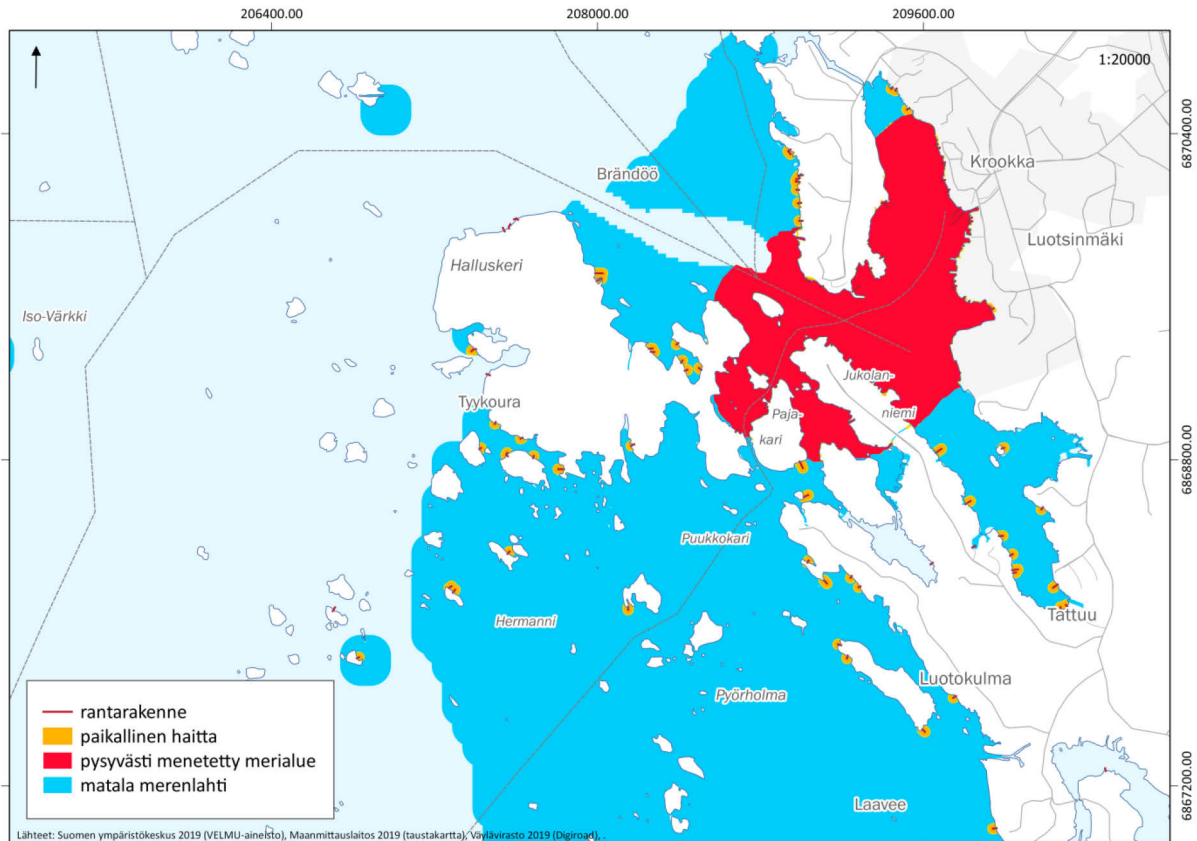 206400.00 208000.00 209600.00
1:20000
6870400.00
Krookka
Brändöö
Luotsinmäki
Halluskeri
Iso-Värkki
Jukolan-
niemi
Tyykoura
Paja-
kari
6868800.00
Puukkokari
Hermanni
Tattuu
Luotokulma
Pyörholma
rantarakenne
paikallinen haitta
pysyvästi menetetty merialue
matala merenlahti
6867200.00
Laavee
Lähteet: Suomen ympäristökeskus 2019 (VELMU-aineisto), Maanmittauslaitos 2019 (taustakartta), Väylävirasto 2019 (Digiroad), .